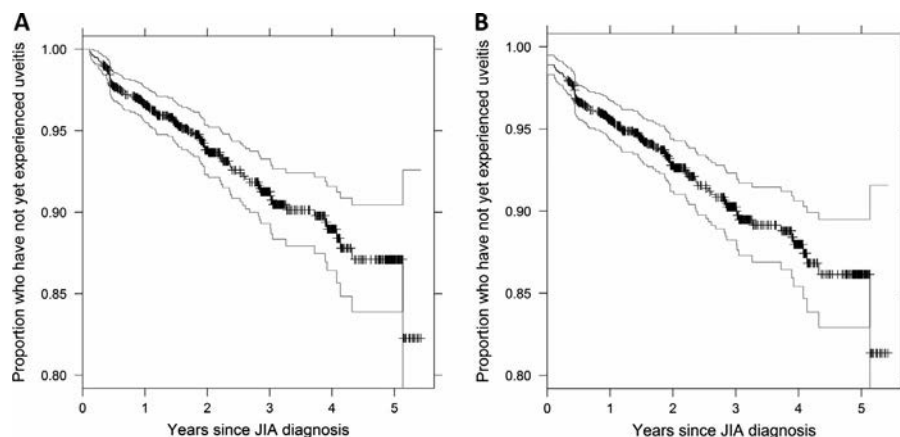 A
Proportion who have not yet experienced uveitis
1.00
0.95
0.90
0.85
0.80
0 1 2 3 4 5
Years since JIA diagnosis
B
Proportion who have not yet experienced uveitis
1.00
0.95
0.90
0.85
0.80
0 1 2 3 4 5
Years since JIA diagnosis